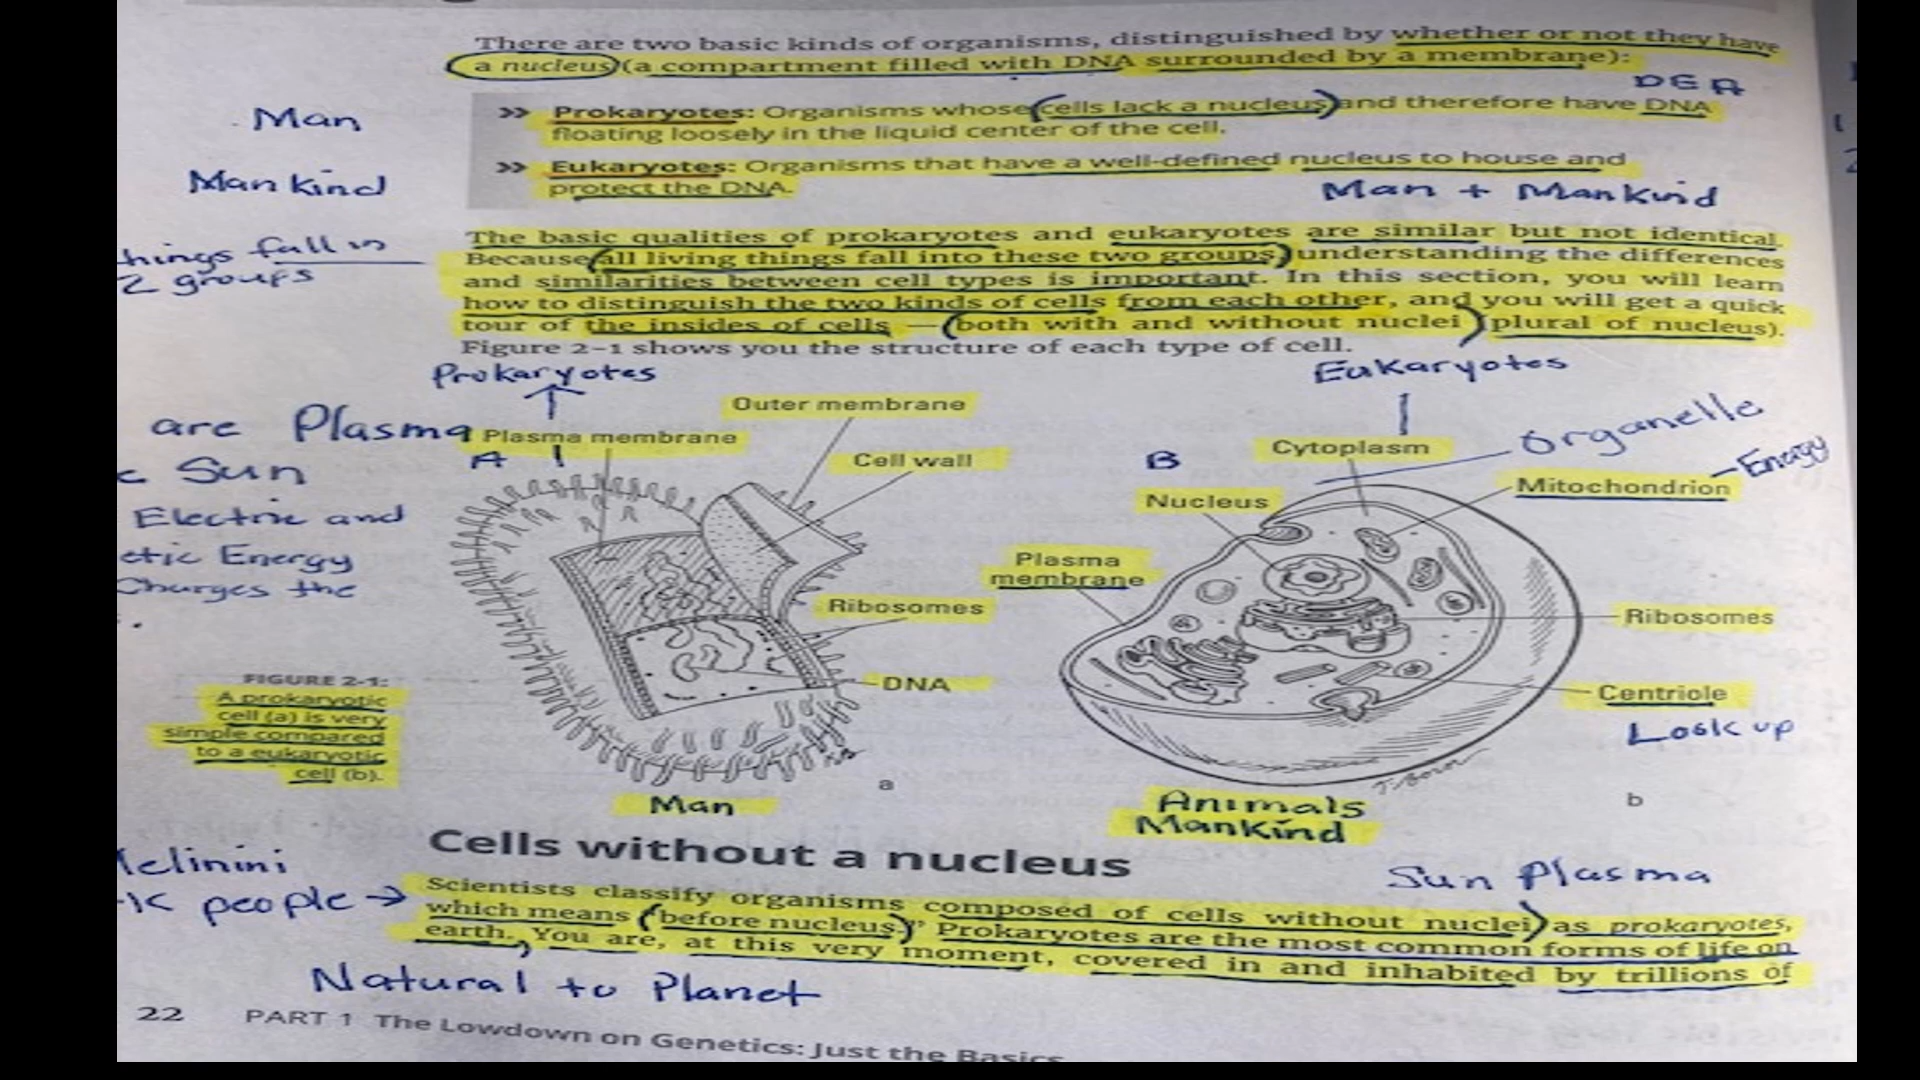 There are two basic kinds of organisms, distinguished by whether or not they have
a nucleus (a compartment filled with DNA surrounded by a membrane):
Man
» Prokaryotes: Organisms whose cells lack a nucleus and therefore have DNA
floating loosely in the liquid center of the cell.
Mankind
» Eukaryotes: Organisms that have a well-defined nucleus to house and
protect the DNA.
Man + Mankind
The basic qualities of prokaryotes and eukaryotes are similar but not identical.
Because all living things fall into these two groups, understanding the differences
and similarities between cell types is important. In this section, you will learn
how to distinguish the two kinds of cells from each other, and you will get a quick
tour of the insides of cells — both with and without nuclei (plural of nucleus).
Figure 2-1 shows you the structure of each type of cell.
hings fall in
2 groups
Prokaryotes
Eukaryotes
are Plasma
Sun
Electric and
etic Energy
Charges the
Outer membrane
Plasma membrane
A
Cell wall
Ribosomes
DNA
a
Man
B
Cytoplasm
Organelle
Energy
Mitochondrion
Nucleus
Plasma
membrane
Ribosomes
Centriole
Look up
b
Animals
Mankind
FIGURE 2-1:
A prokaryotic
cell (a) is very
simple compared
to a eukaryotic
cell (b).
Cells without a nucleus
Sun Plasma
people →
Scientists classify organisms composed of cells without nuclei as prokaryotes,
which means “before nucleus.” Prokaryotes are the most common forms of life on
earth. You are, at this very moment, covered in and inhabited by trillions of
Natural to Planet
22 PART 1 The Lowdown on Genetics: Just the Basics